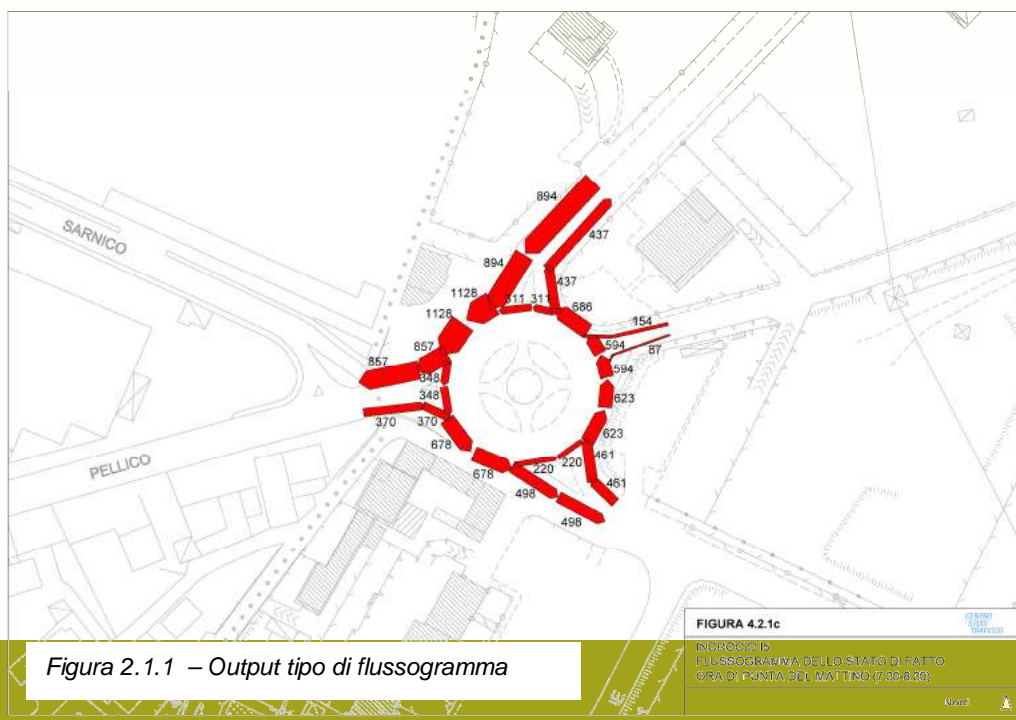 894
437
SARNICO
894
437
1128
311 311
686
1128
154
594
87
857
594
857
348
348
623
370
370
623
678
461
PELLICO
678
220
220
461
498
498
FIGURA 4.2.1c
CENTRO
STUDI
TRAFFICO
INCROCIO I5
FLUSSOGRAMMA DELLO STATO DI FATTO
ORA DI PUNTA DEL MATTINO (7,30-8,30)
Figura 2.1.1 – Output tipo di flussogramma